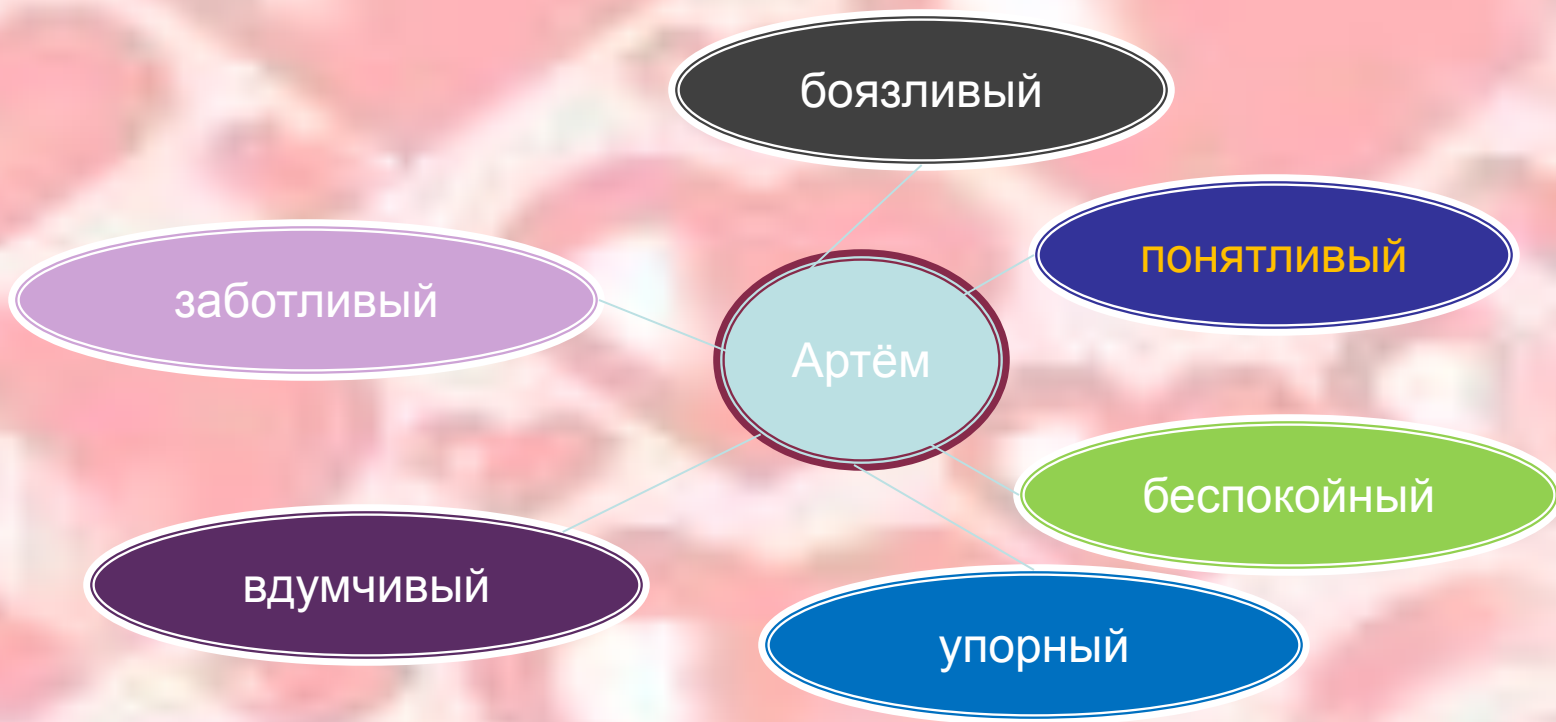 боязливый
понятливый
заботливый
Артём
беспокойный
вдумчивый
упорный